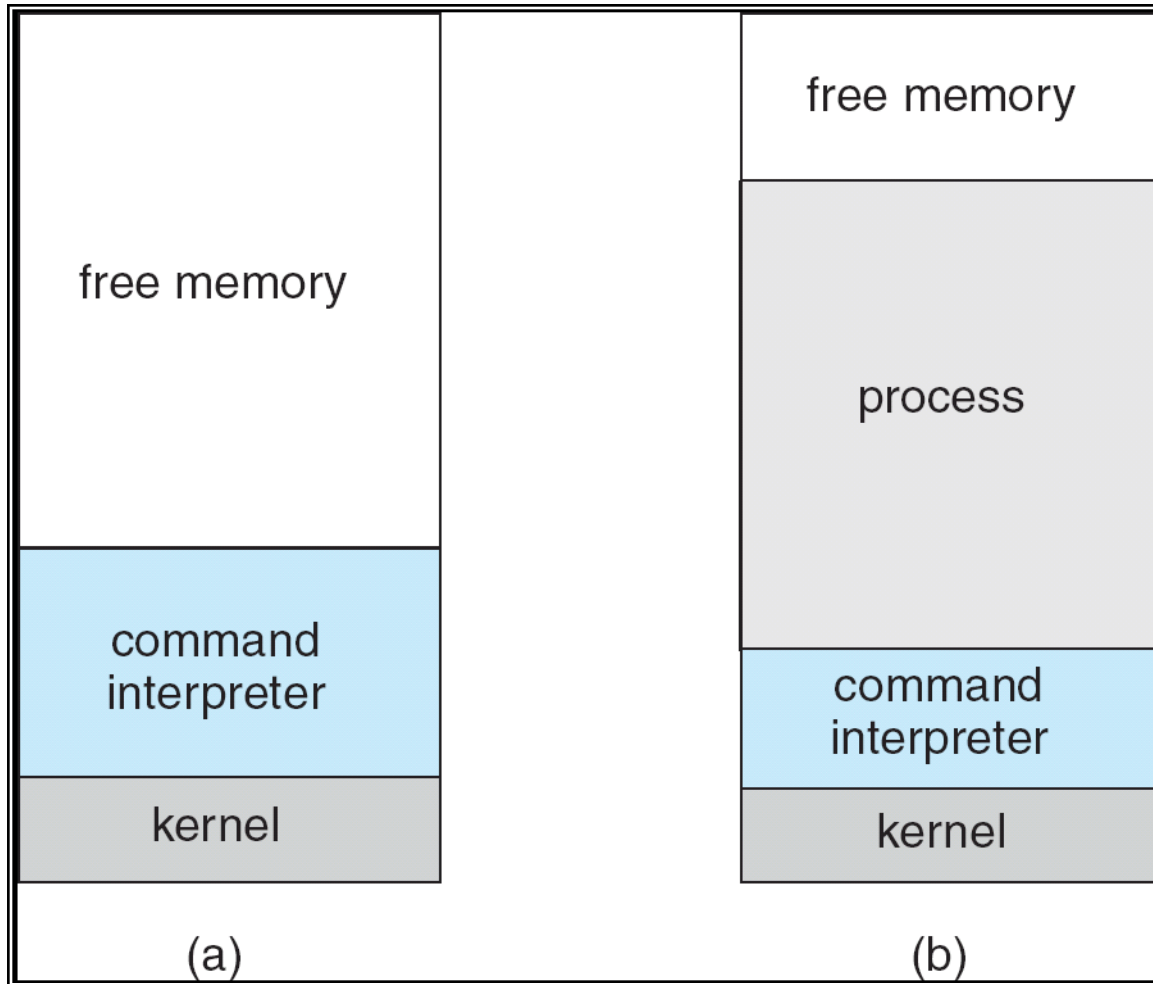 free memory
command
interpreter
kernel
(a)
free memory
process
command
interpreter
kernel
(b)